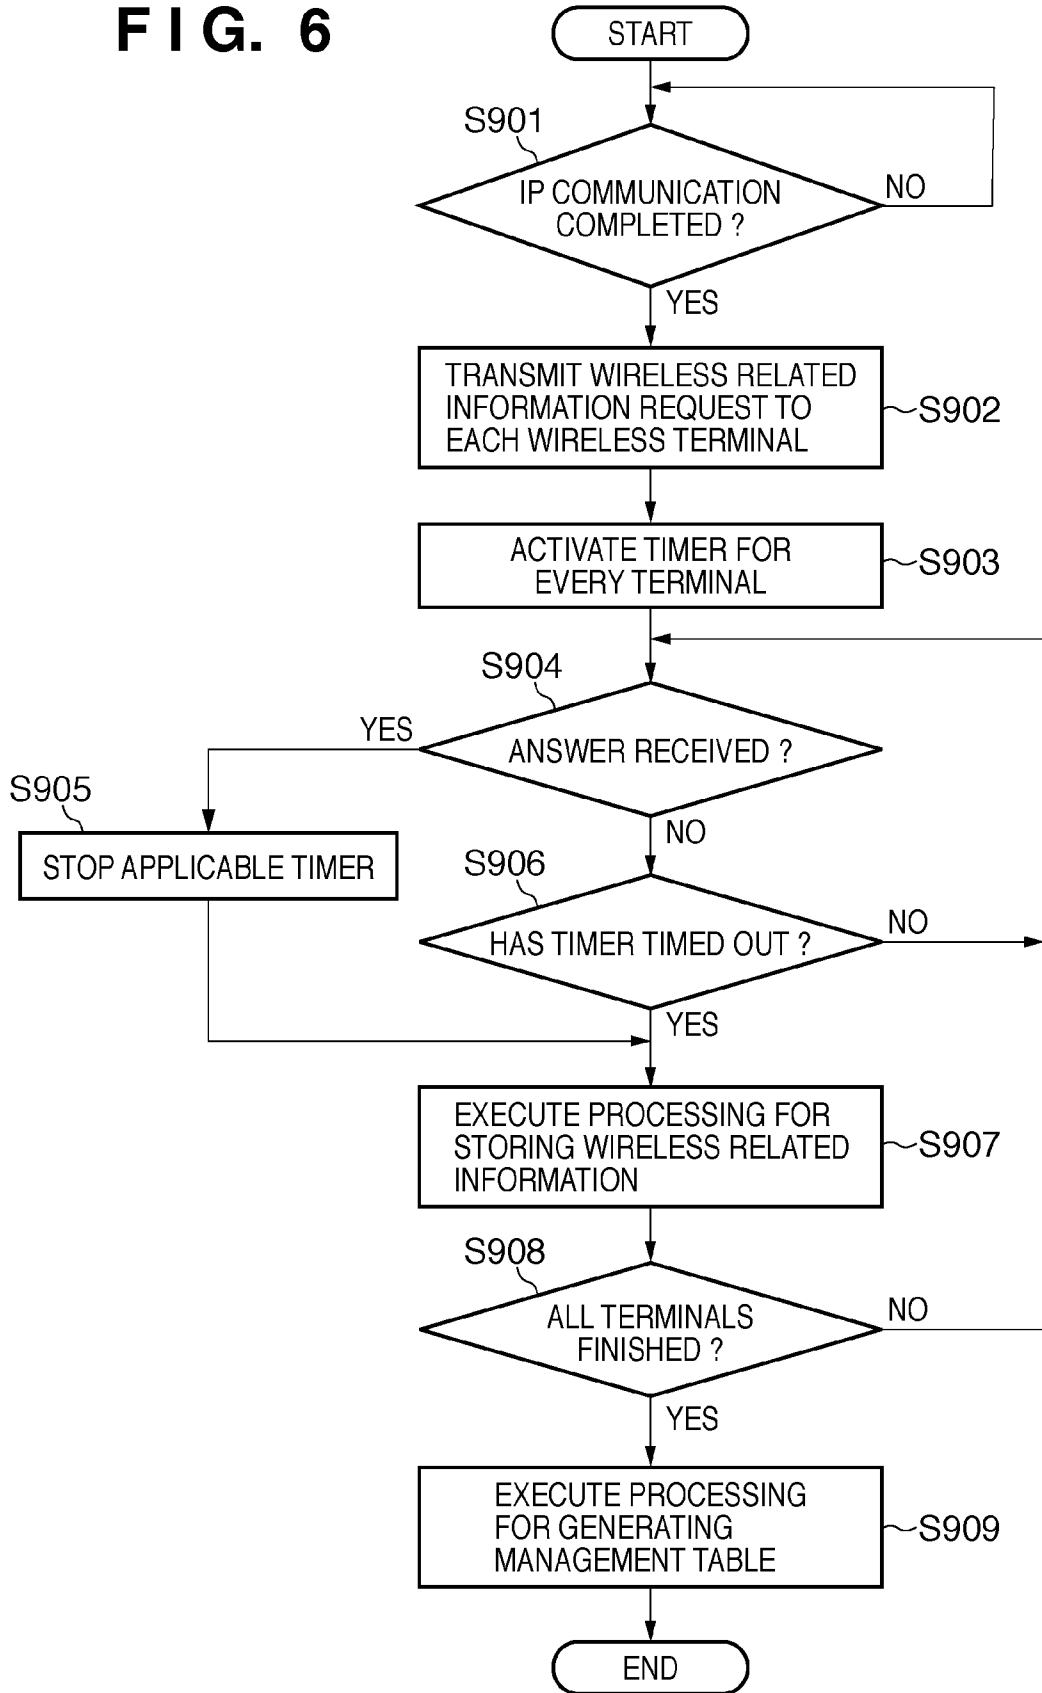 FIG. 6
START
S901
IP COMMUNICATION
COMPLETED ?
NO
YES
TRANSMIT WIRELESS RELATED
INFORMATION REQUEST TO
EACH WIRELESS TERMINAL
S902
ACTIVATE TIMER FOR
EVERY TERMINAL
S903
S904
YES
ANSWER RECEIVED ?
S905
NO
STOP APPLICABLE TIMER
S906
HAS TIMER TIMED OUT ?
NO
YES
EXECUTE PROCESSING FOR
STORING WIRELESS RELATED
INFORMATION
S907
S908
ALL TERMINALS
FINISHED ?
NO
YES
EXECUTE PROCESSING
FOR GENERATING
MANAGEMENT TABLE
S909
END